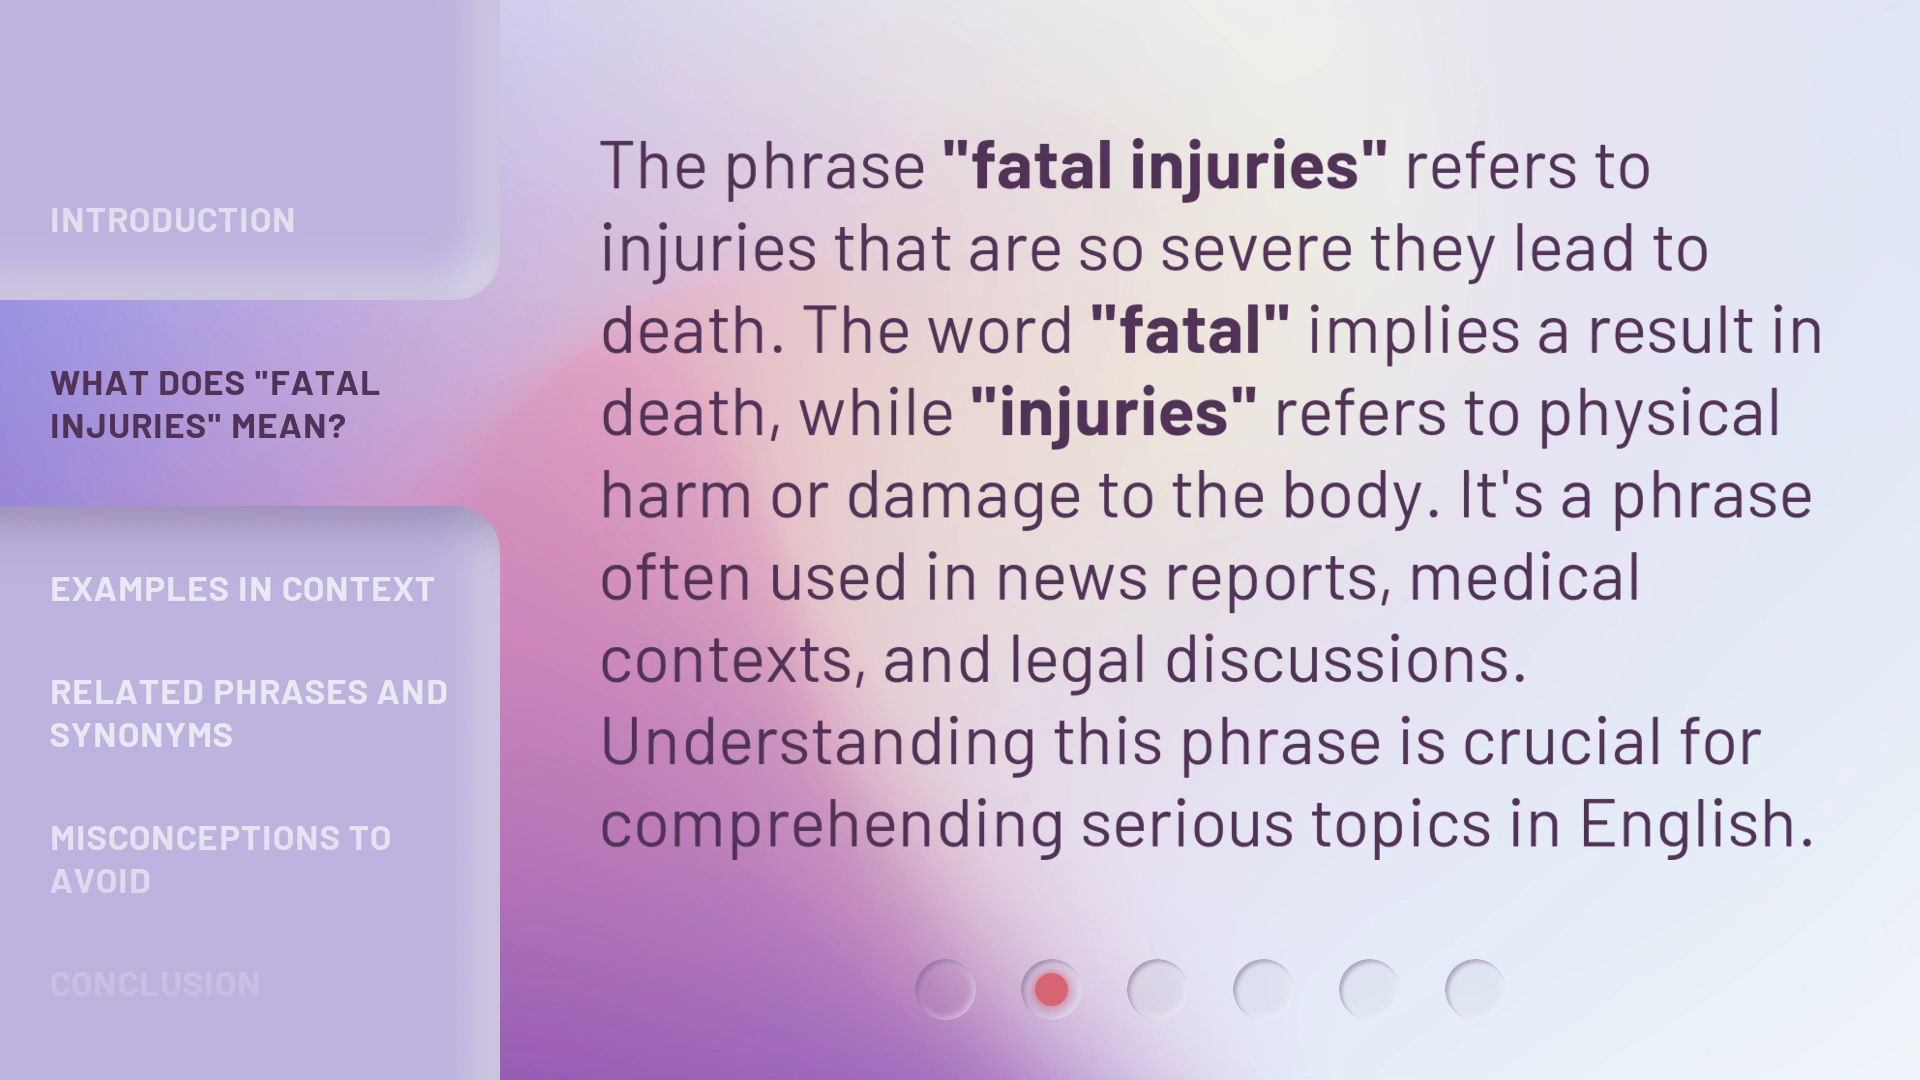 INTRODUCTION
WHAT DOES "FATAL
INJURIES" MEAN?
EXAMPLES IN CONTEXT
RELATED PHRASES AND
SYNONYMS
MISCONCEPTIONS TO
AVOID
CONCLUSION
The phrase "fatal injuries" refers to
injuries that are so severe they lead to
death. The word "fatal" implies a result in
death, while "injuries" refers to physical
harm or damage to the body. It's a phrase
often used in news reports, medical
contexts, and legal discussions.
Understanding this phrase is crucial for
comprehending serious topics in English.